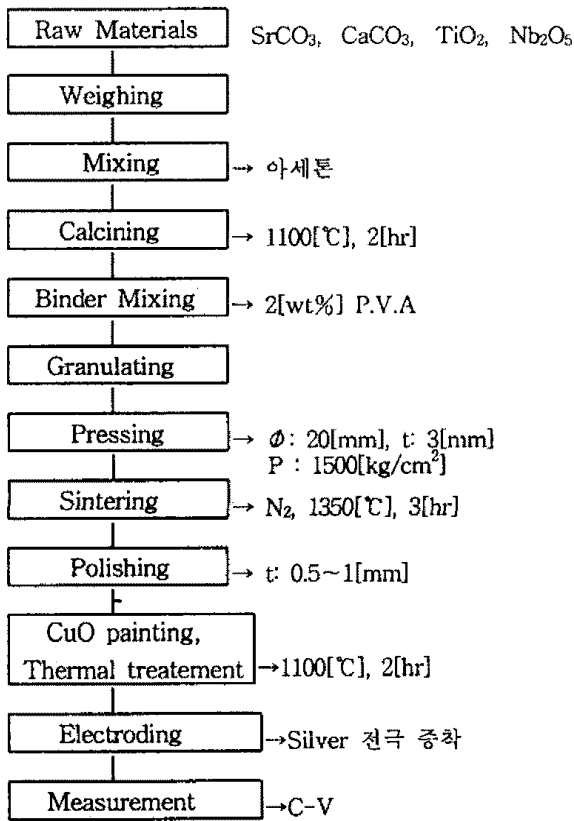 Raw Materials SrCO₃, CaCO₃, TiO₂, Nb₂O₅
Weighing
Mixing → 아세톤
Calcining → 1100[℃], 2[hr]
Binder Mixing → 2[wt%] P.V.A
Granulating
Pressing → Φ: 20[mm], t: 3[mm]
P : 1500[kg/cm²]
Sintering → N₂, 1350[℃], 3[hr]
Polishing → t: 0.5~1[mm]
CuO painting,
Thermal treatement →1100[℃], 2[hr]
Electroding →Silver 전극 증착
Measurement →C-V